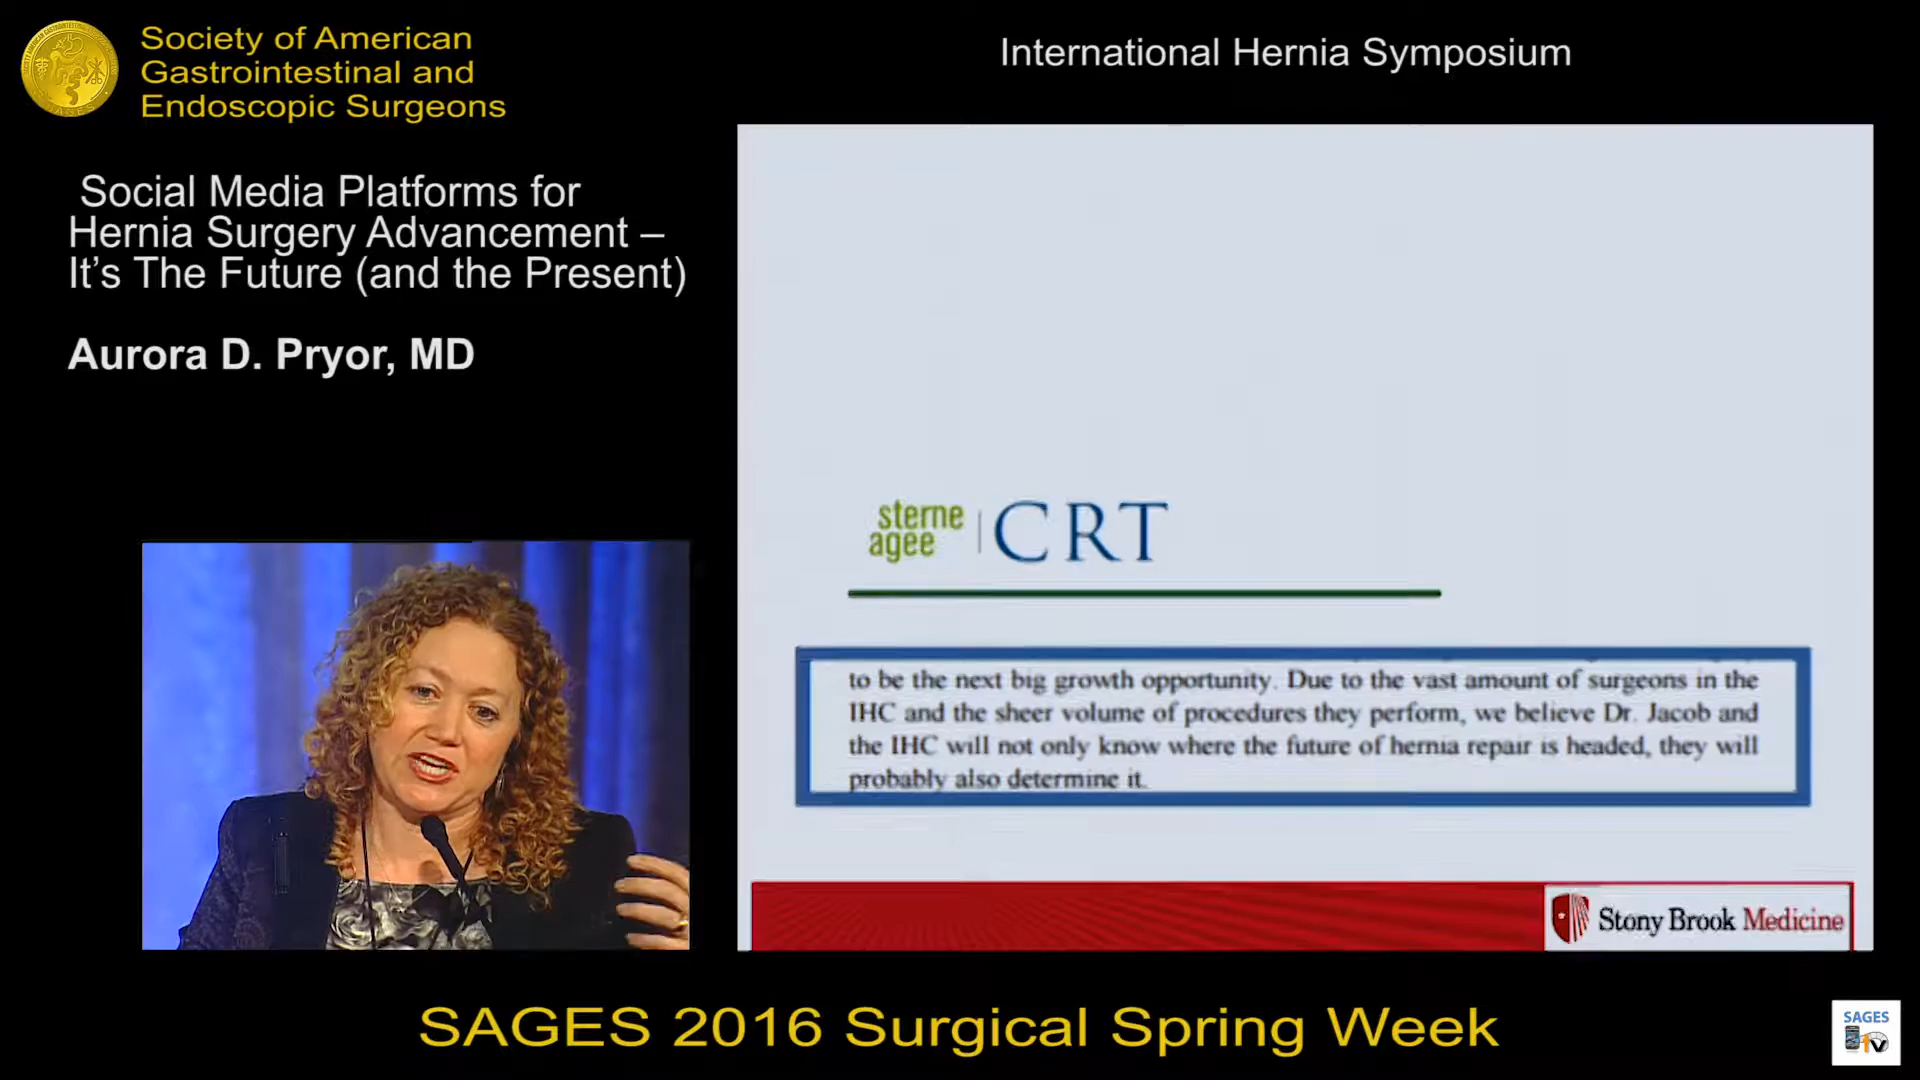 Society of American
Gastrointestinal and
Endoscopic Surgeons
International Hernia Symposium
Social Media Platforms for
Hernia Surgery Advancement –
It's The Future (and the Present)
Aurora D. Pryor, MD
sterne
agee
CRT
to be the next big growth opportunity. Due to the vast amount of surgeons in the
IHC and the sheer volume of procedures they perform, we believe Dr. Jacob and
the IHC will not only know where the future of hernia repair is headed, they will
probably also determine it.
Stony Brook Medicine
SAGES 2016 Surgical Spring Week
SAGES
TV